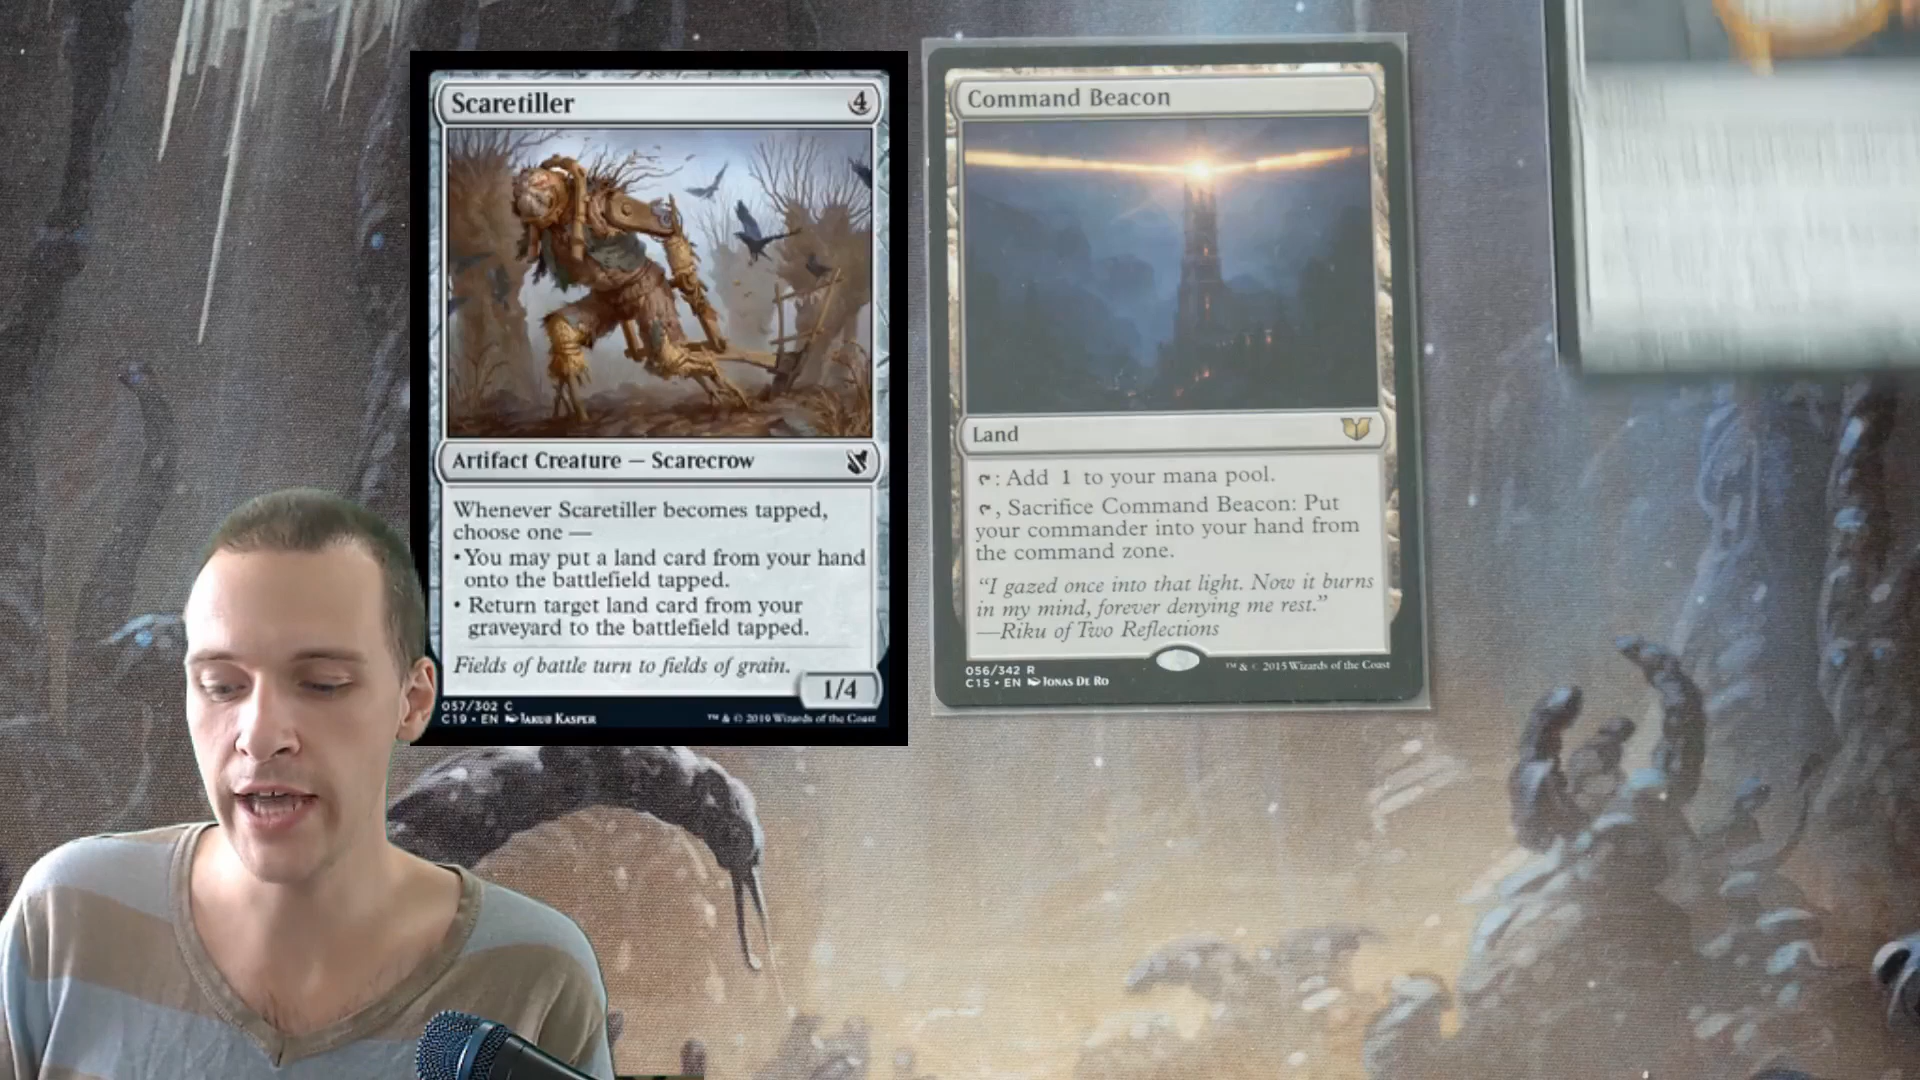 Scaretiller 4
Artifact Creature — Scarecrow
Whenever Scaretiller becomes tapped,
choose one —
• You may put a land card from your hand
onto the battlefield tapped.
• Return target land card from your
graveyard to the battlefield tapped.
Fields of battle turn to fields of grain.
1/4
057/302 C
C19 • EN Jakub Kasper
™ & © 2019 Wizards of the Coast
Command Beacon
Land
: Add 1 to your mana pool.
, Sacrifice Command Beacon: Put
your commander into your hand from
the command zone.
“I gazed once into that light. Now it burns
in my mind, forever denying me rest.”
—Riku of Two Reflections
056/342 R
C15 • EN Jonas De Ro
™ & © 2015 Wizards of the Coast